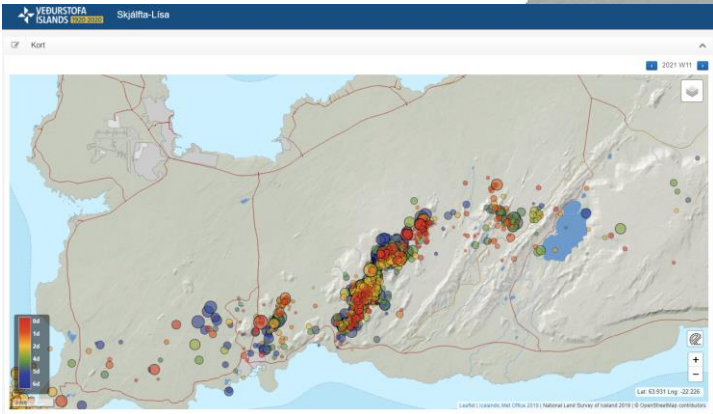 VEÐURSTOFA
ÍSLANDS 1920-2020
Skjálfta-Lísa
Kort
2021 W11
0d
1d
2d
4d
5d
6d
+
−
Lat: 63.931 Lng: -22.226
Leaflet | Icelandic Met Office 2019 | National Land Survey of Iceland 2019 | © OpenStreetMap contributors